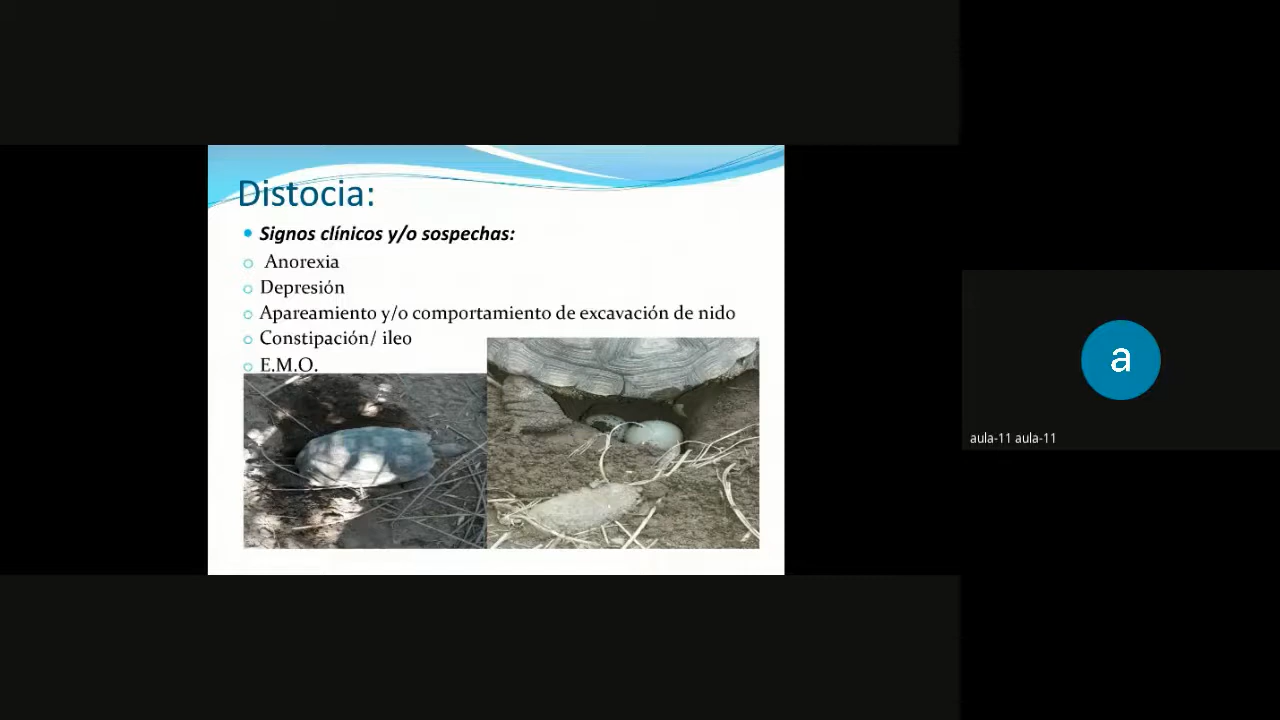 Distocia:
Signos clínicos y/o sospechas:
Anorexia
Depresión
Apareamiento y/o comportamiento de excavación de nido
Constipación/ ileo
E.M.O.
a
aula-11 aula-11